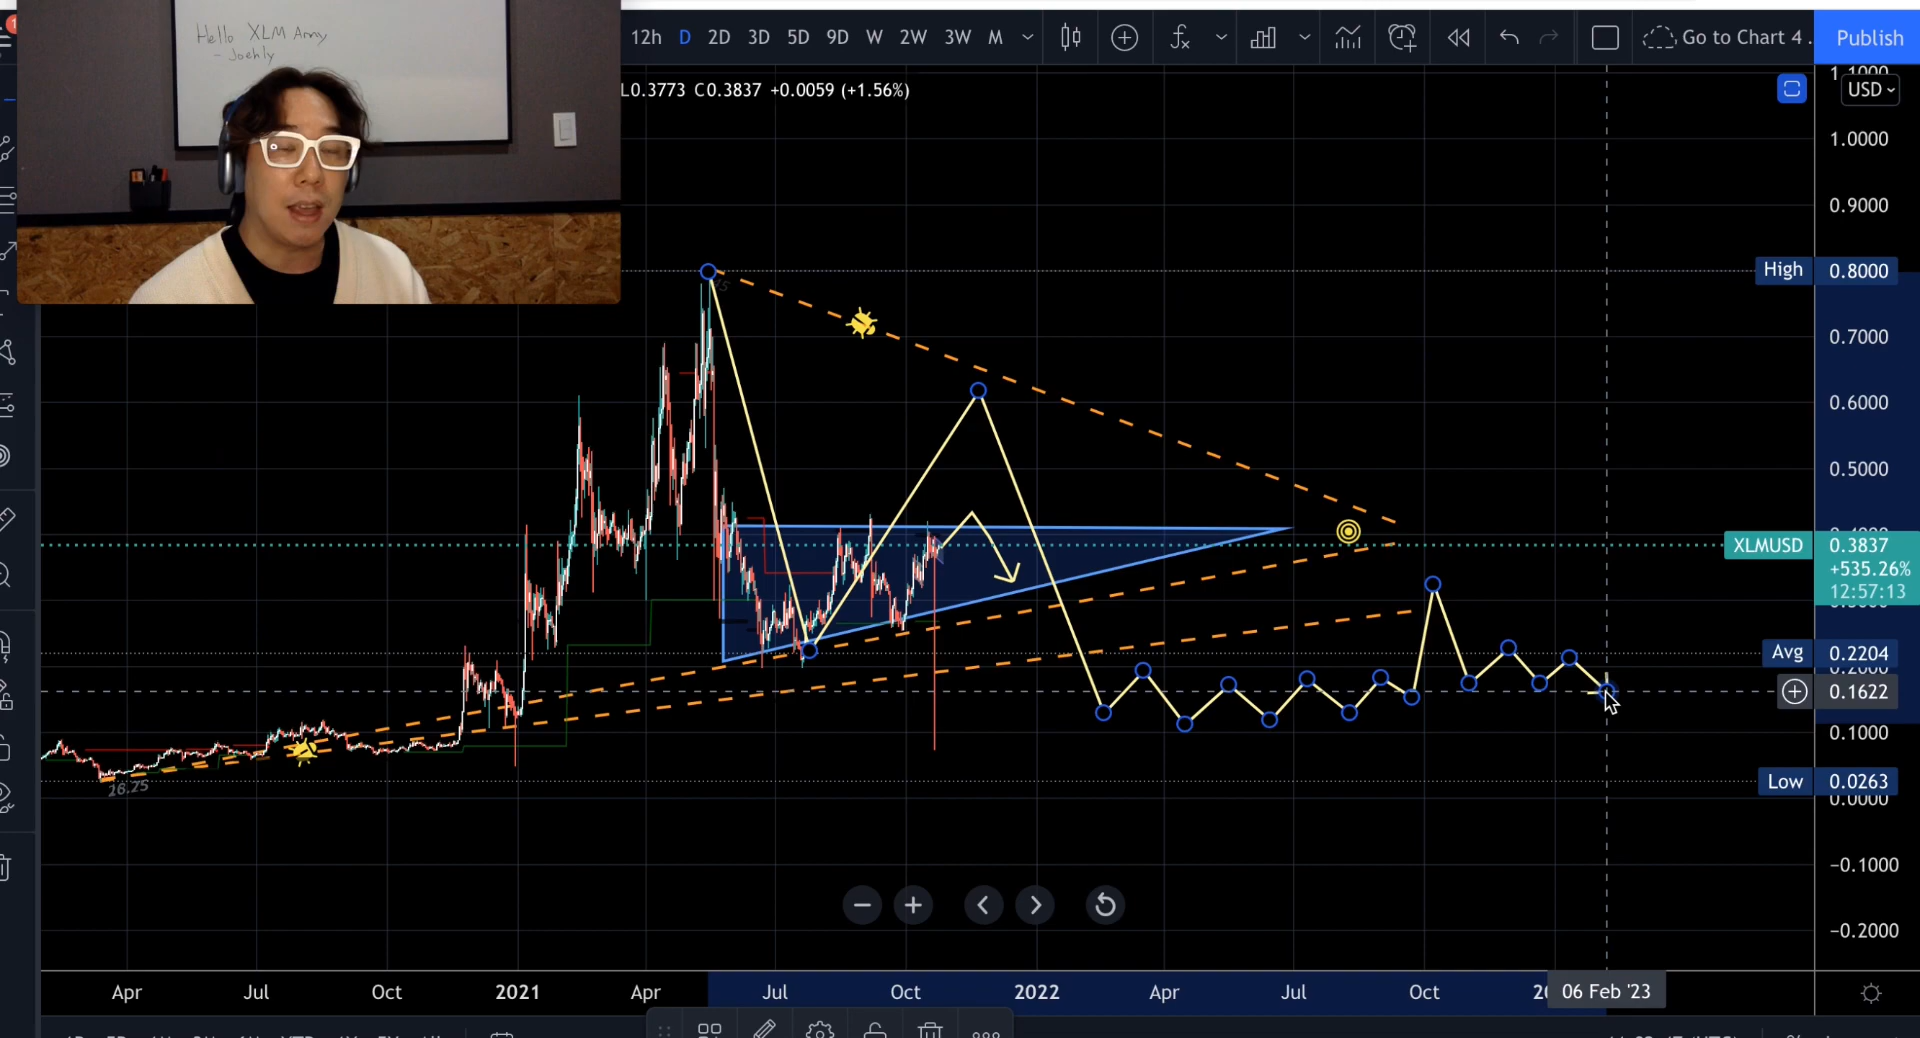 Hello XLM Army
- Joehly
12h D 2D 3D 5D 9D W 2W 3W M
Go to Chart 4 .
Publish
L0.3773 C0.3837 +0.0059 (+1.56%)
USD
1.0000
0.9000
High 0.8000
0.7000
0.6000
0.5000
XLMUSD 0.3837
+535.26%
12:57:13
Avg 0.2204
0.1622
0.1000
Low 0.0263
0.0000
−0.1000
−0.2000
26.25
Apr Jul Oct 2021 Apr Jul Oct 2022 Apr Jul Oct 06 Feb '23